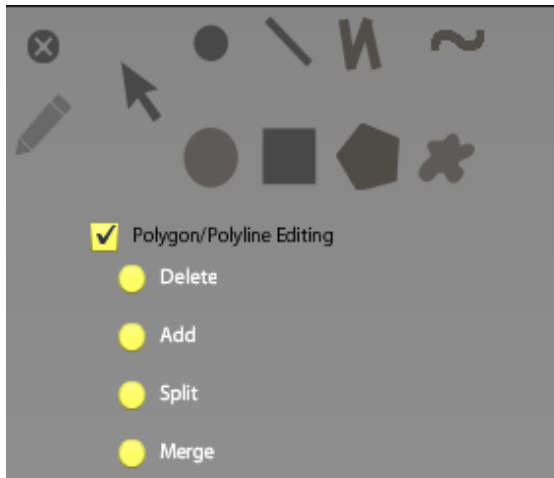 Polygon/Polyline Editing
Delete
Add
Split
Merge